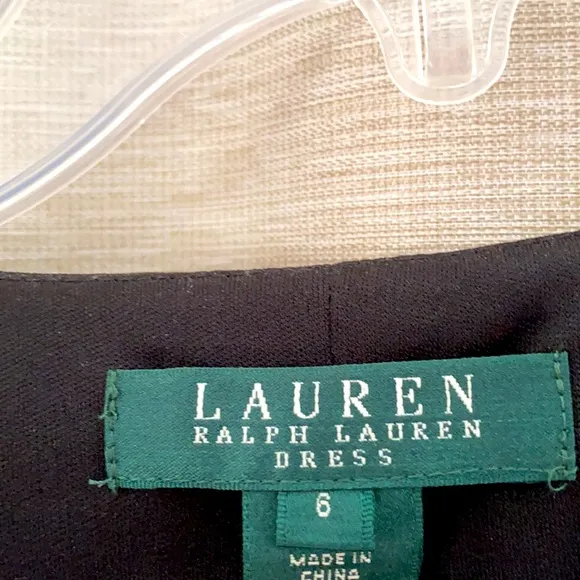 LAUREN
RALPH LAUREN
DRESS
6
MADE IN
CHINA